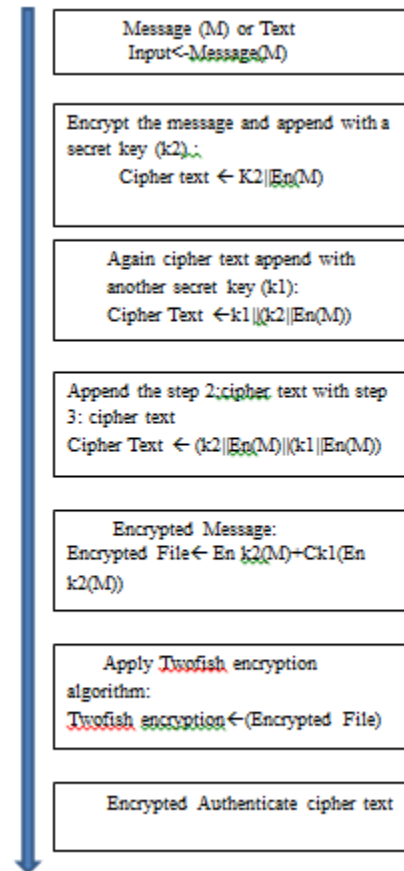 Message (M) or Text
Input<-Message(M)
Encrypt the message and append with a
secret key (k2).:
Cipher text ← K2||En(M)
Again cipher text append with
another secret key (k1):
Cipher Text ←k1||(k2||En(M))
Append the step 2:cipher text with step
3: cipher text
Cipher Text ← (k2||En(M)||(k1||En(M))
Encrypted Message:
Encrypted File← En k2(M)+Ck1(En
k2(M))
Apply Twofish encryption
algorithm:
Twofish encryption←(Encrypted File)
Encrypted Authenticate cipher text